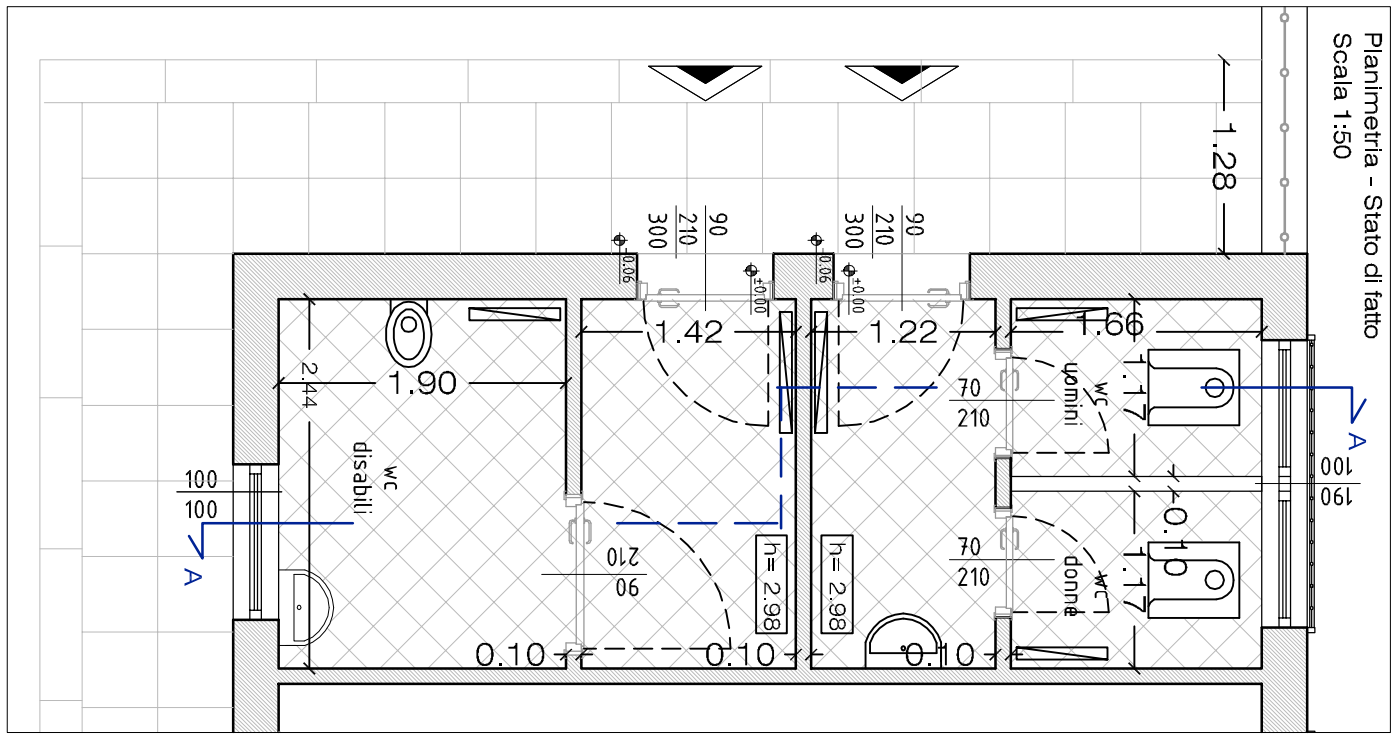 Planimetria - Stato di fatto
Scala 1:50
1.28
90
210
300
90
210
300
-0.06
±0.00
-0.06
±0.00
1.42
1.22
1.66
1.90
2.44
wc
disabili
70
210
wc
uomini
1.17
A
100
190
100
100
A
210
90
h= 2.98
h= 2.98
70
210
wc
donne
1.17
0.10
0.10
0.10
0.10